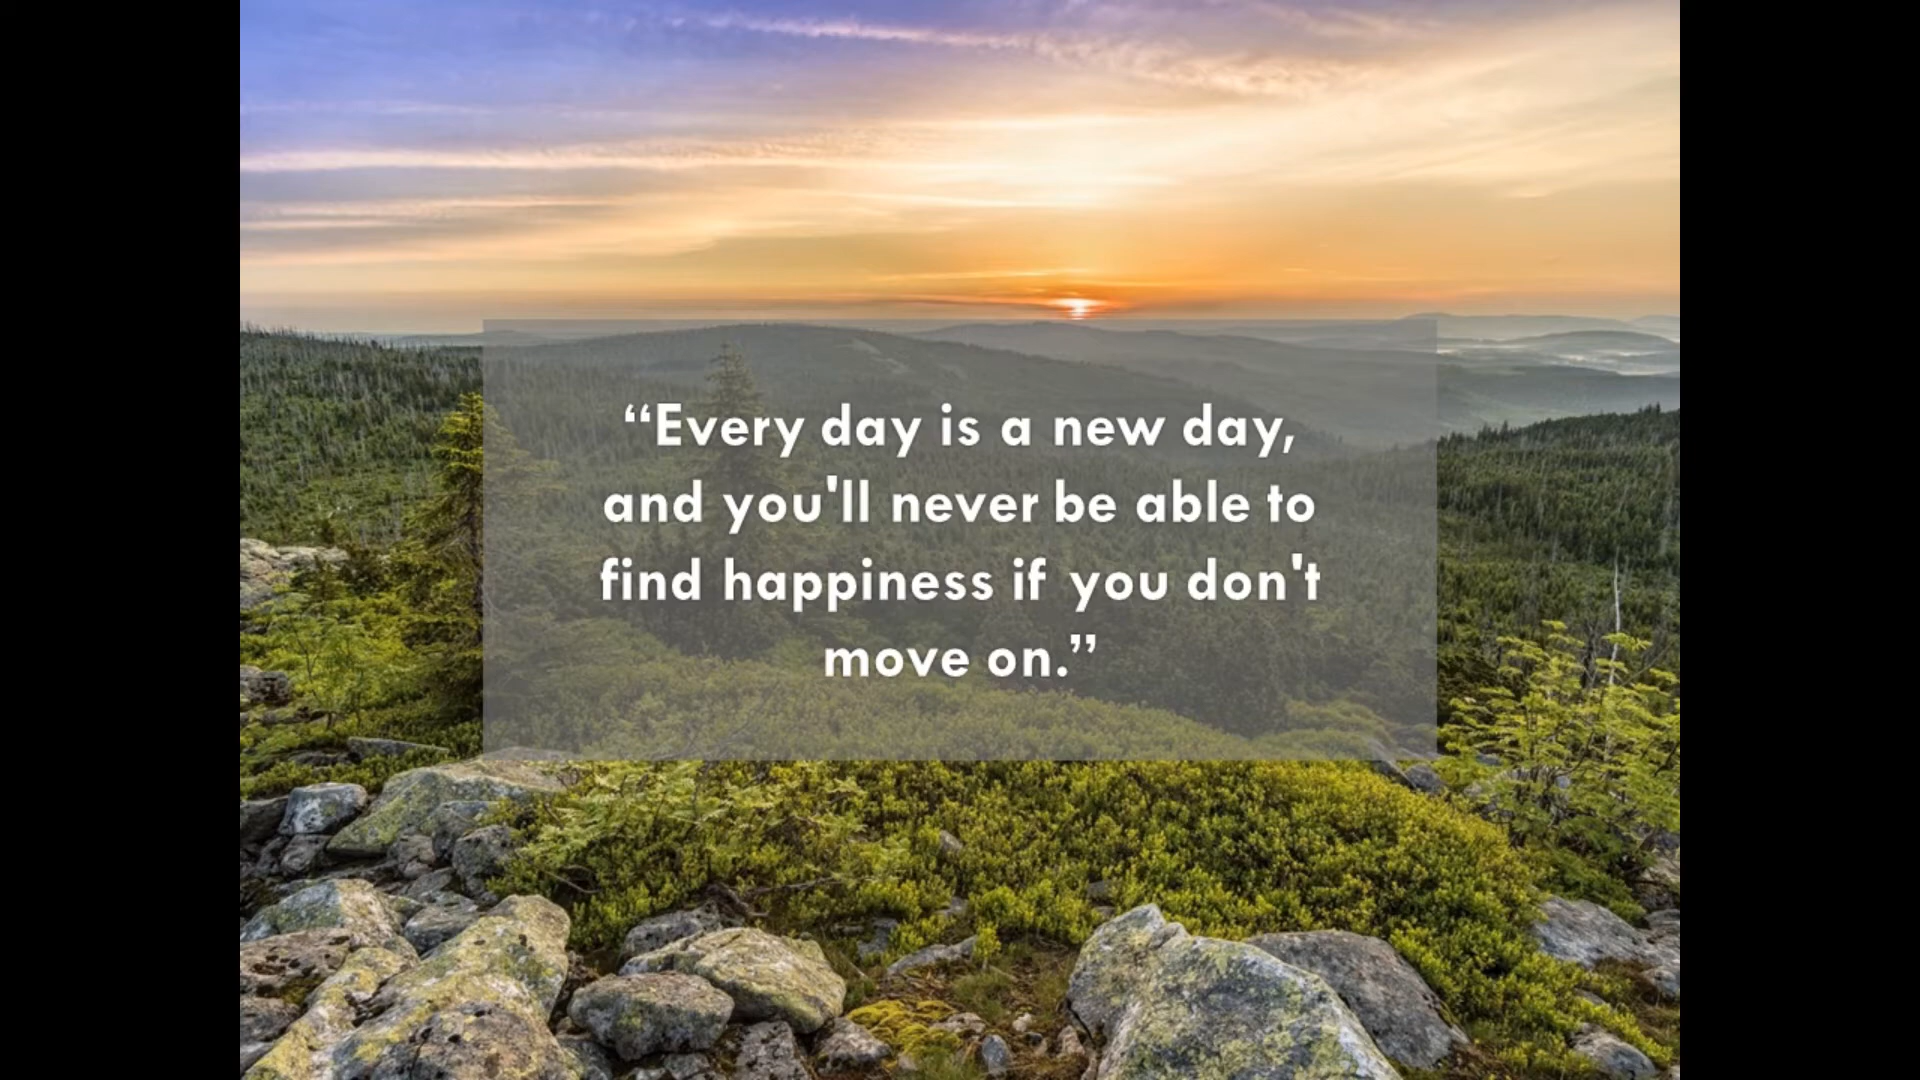 “Every day is a new day,
and you'll never be able to
find happiness if you don't
move on.”